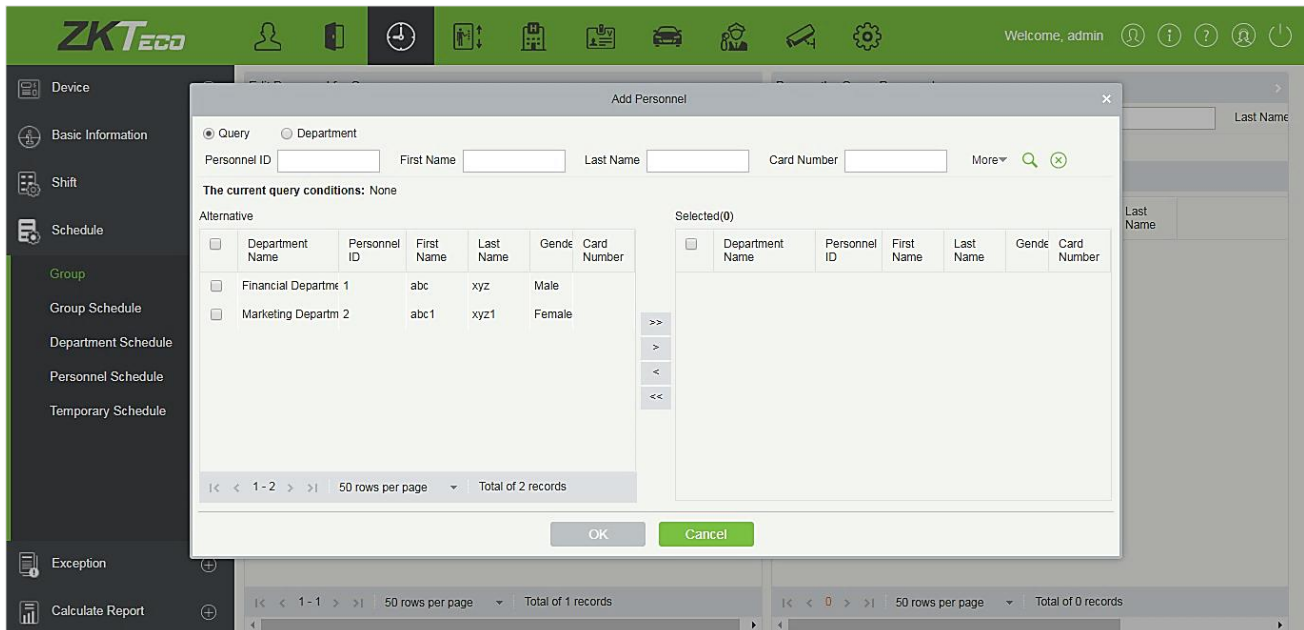 ZKTECO
Welcome, admin
Device
Basic Information
Shift
Schedule
Group
Group Schedule
Department Schedule
Personnel Schedule
Temporary Schedule
Exception
Calculate Report
Add Personnel
Query Department
Personnel ID First Name Last Name Card Number More
The current query conditions: None
Alternative
Department Name Personnel ID First Name Last Name Gende Card Number
Financial Departme 1 abc xyz Male
Marketing Departm 2 abc1 xyz1 Female
|< < 1 - 2 > >| 50 rows per page Total of 2 records
>>
>
<
<<
Selected(0)
Department Name Personnel ID First Name Last Name Gende Card Number
OK Cancel
Last Name
Last Name
|< < 1 - 1 > >| 50 rows per page Total of 1 records
|< < 0 > >| 50 rows per page Total of 0 records